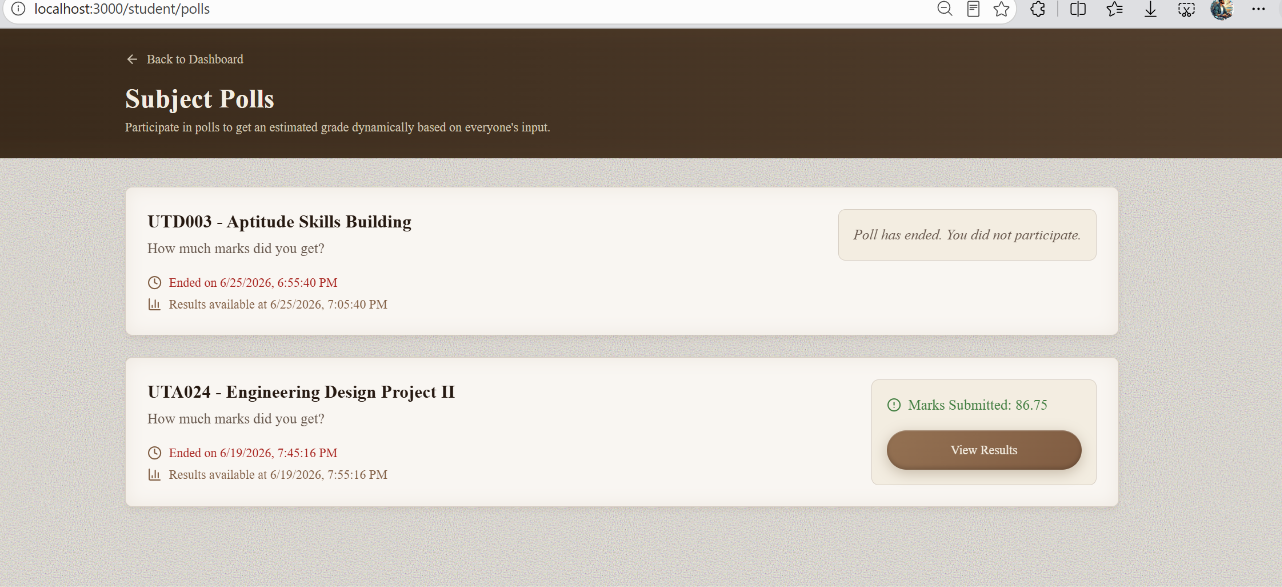 localhost:3000/student/polls
Back to Dashboard
Subject Polls
Participate in polls to get an estimated grade dynamically based on everyone's input.
UTD003 - Aptitude Skills Building
How much marks did you get?
Ended on 6/25/2026, 6:55:40 PM
Results available at 6/25/2026, 7:05:40 PM
Poll has ended. You did not participate.
UTA024 - Engineering Design Project II
How much marks did you get?
Ended on 6/19/2026, 7:45:16 PM
Results available at 6/19/2026, 7:55:16 PM
Marks Submitted: 86.75
View Results